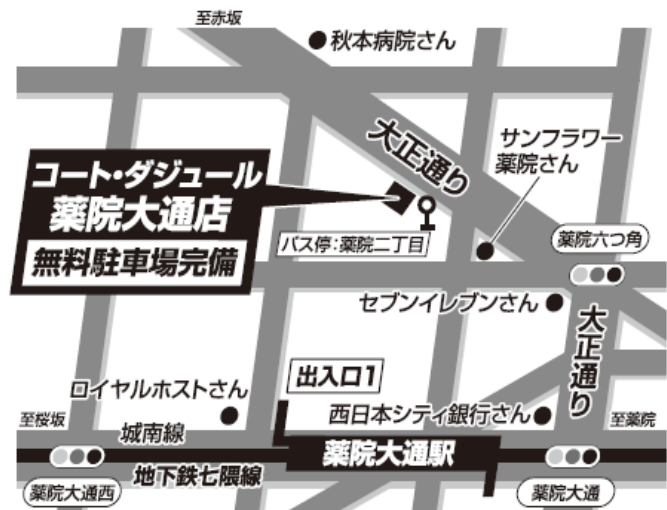 至赤坂
秋本病院さん
大正通り
サンフラワー
薬院さん
コート・ダジュール
薬院大通店
無料駐車場完備
バス停:薬院二丁目
薬院六つ角
セブンイレブンさん
大正通り
出入口1
ロイヤルホストさん
西日本シティ銀行さん
至桜坂
城南線
至薬院
薬院大通駅
地下鉄七隈線
薬院大通西
薬院大通